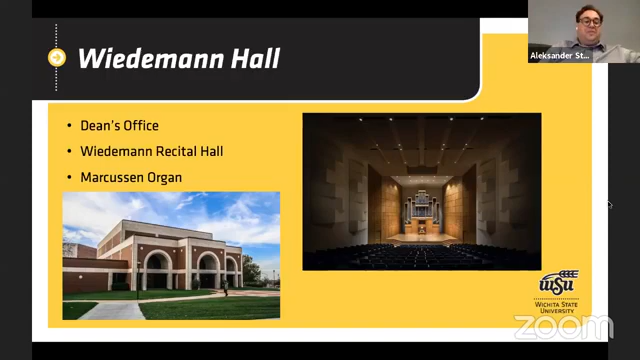 Wiedemann Hall
Aleksander St...
• Dean's Office
• Wiedemann Recital Hall
• Marcussen Organ
WSU
WICHITA STATE
UNIVERSITY
zoom